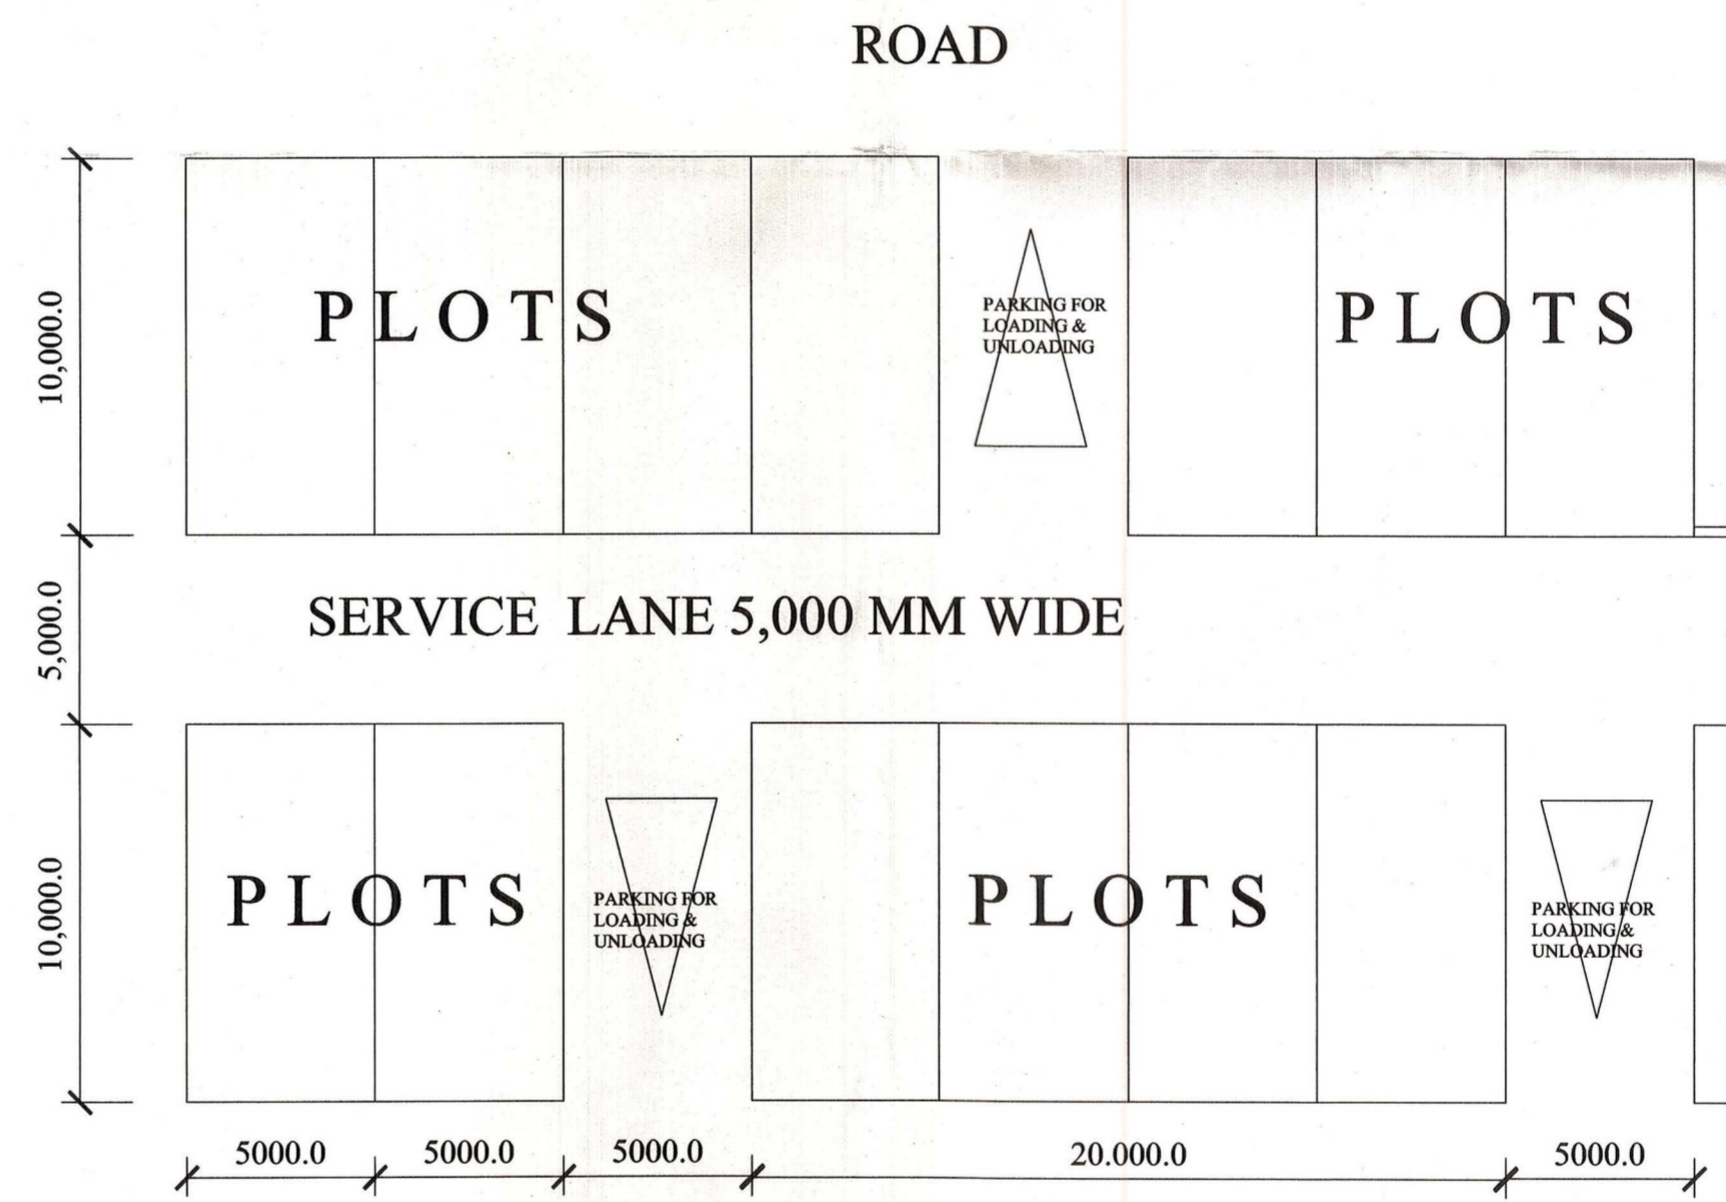 ROAD
PLOTS
PARKING FOR
LOADING &
UNLOADING
PLOTS
10,000.0
SERVICE LANE 5,000 MM WIDE
5,000.0
PLOTS
PARKING FOR
LOADING &
UNLOADING
PLOTS
PARKING FOR
LOADING &
UNLOADING
10,000.0
5000.0
5000.0
5000.0
20.000.0
5000.0